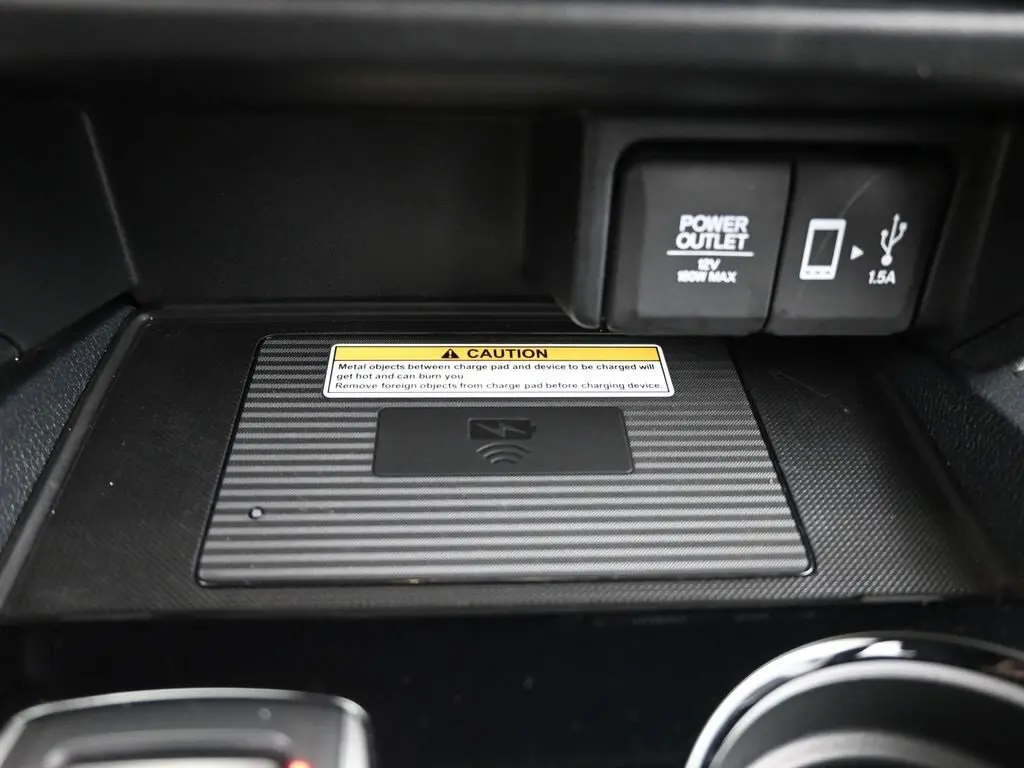 POWER
OUTLET
12V
180W MAX
1.5A
CAUTION
Metal objects between charge pad and device to be charged will
get hot and can burn you
Remove foreign objects from charge pad before charging device.